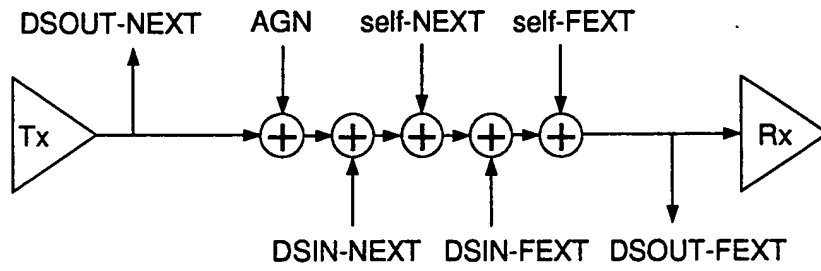 DSOUT-NEXT AGN self-NEXT self-FEXT
Tx Rx
DSIN-NEXT DSIN-FEXT DSOUT-FEXT